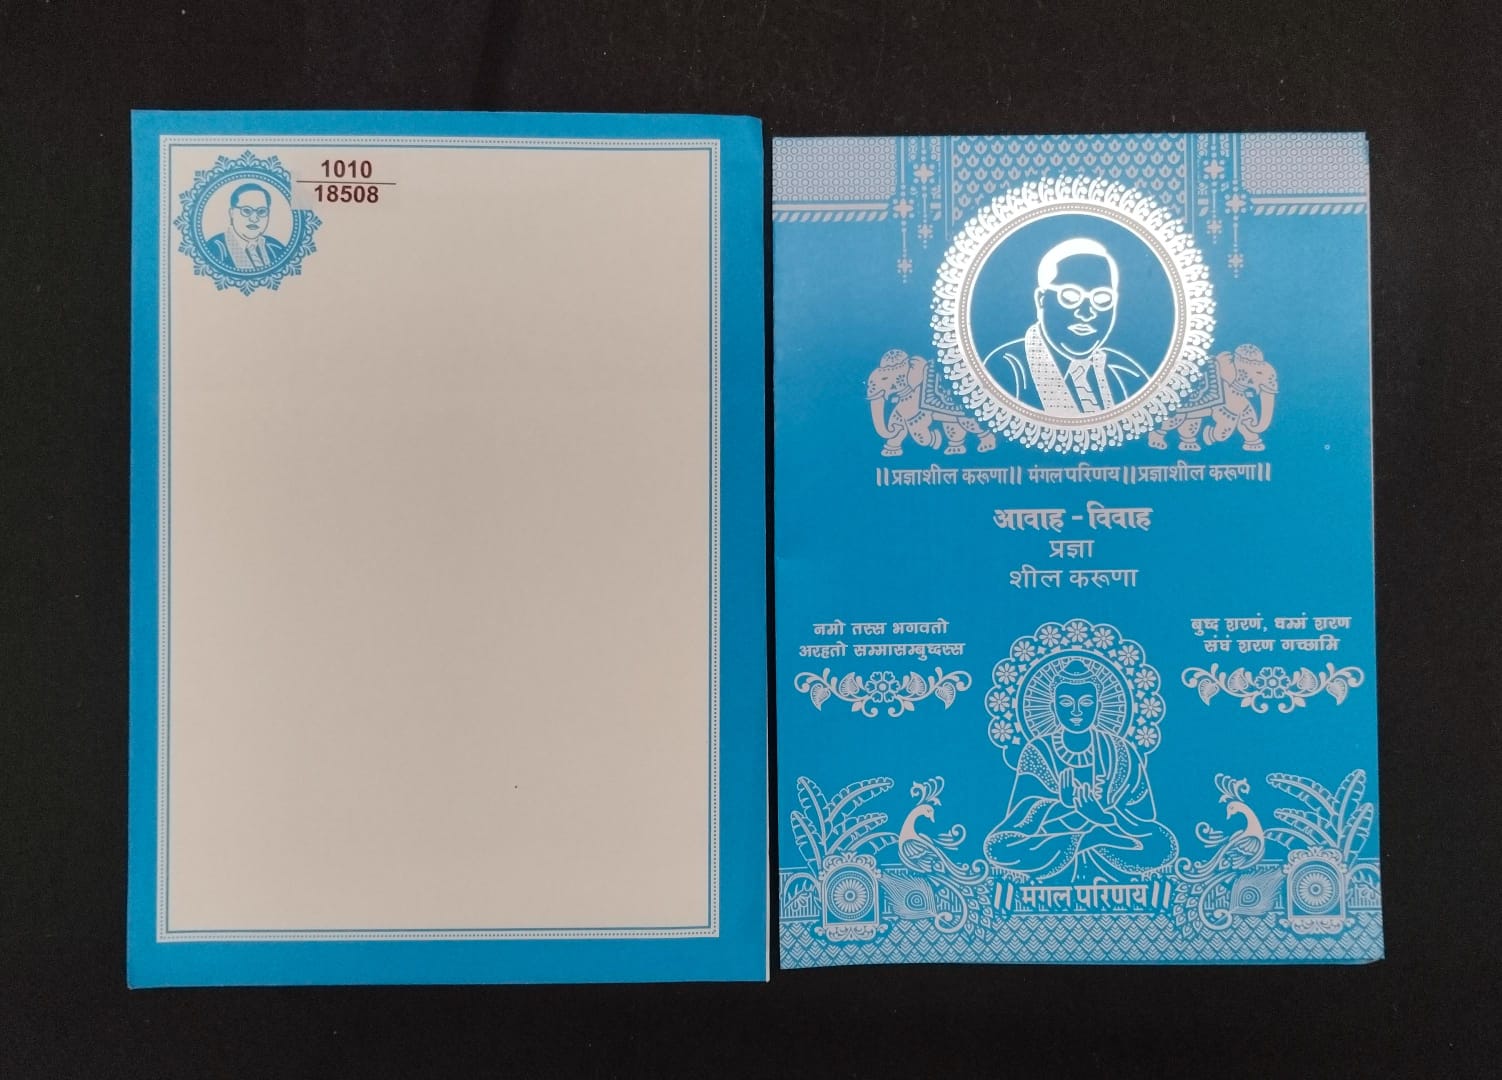 1010
18508
||प्रज्ञाशील करूणा|| मंगल परिणय||प्रज्ञाशील करूणा||
आवाह - विवाह
प्रज्ञा
शील करूणा
नमो तस्स भगवतो
अरहतो सम्मासम्बुध्दस्स
बुध्द शरणं, धम्मं शरण
संघं शरण गच्छामि
|| मंगल परिणय ||